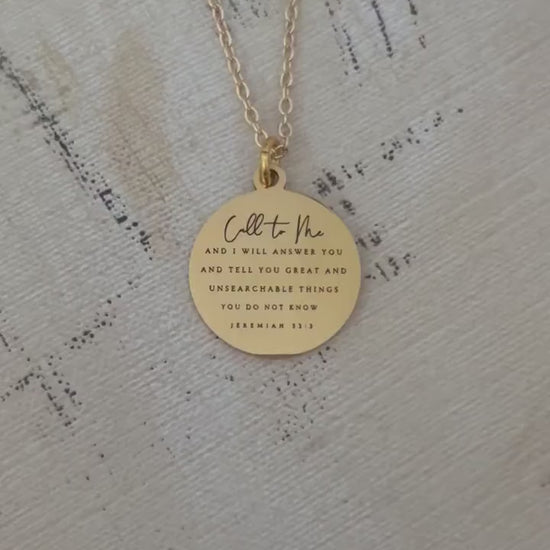 Call to Me
AND I WILL ANSWER YOU
AND TELL YOU GREAT AND
UNSEARCHABLE THINGS
YOU DO NOT KNOW
JEREMIAH 33:3